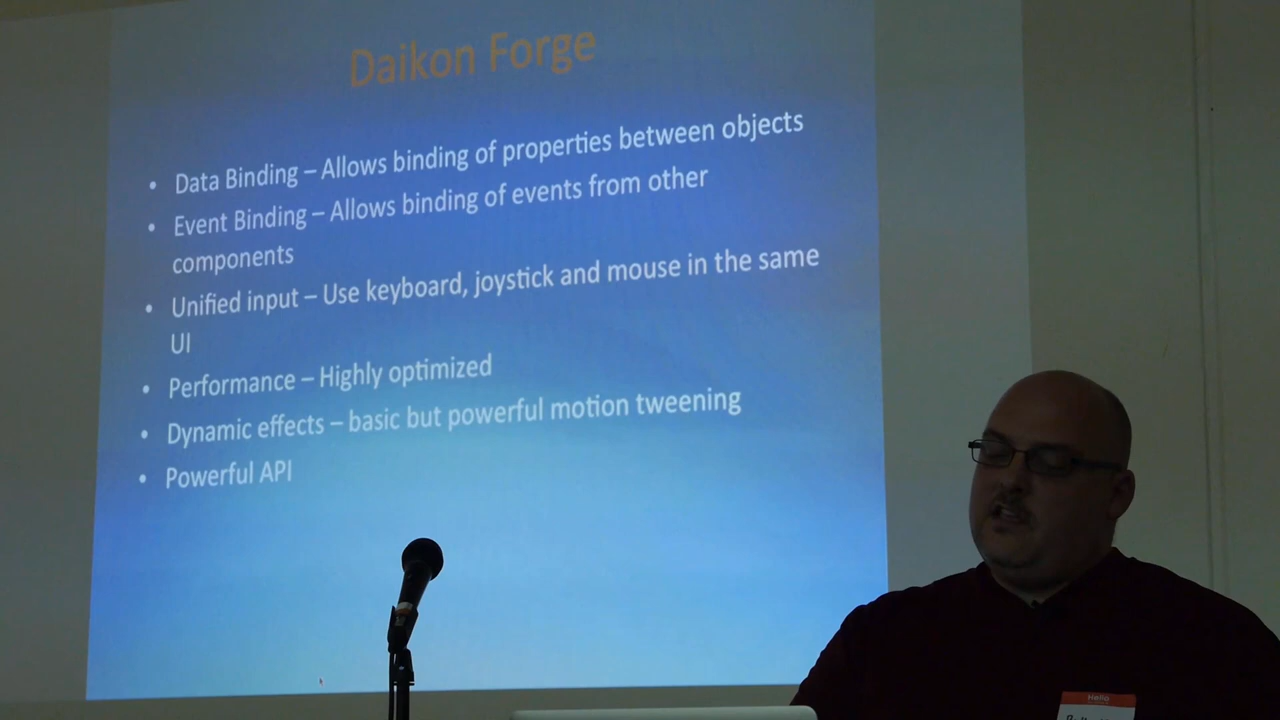 Daikon Forge
• Data Binding – Allows binding of properties between objects
• Event Binding – Allows binding of events from other
components
• Unified input – Use keyboard, joystick and mouse in the same
UI
• Performance – Highly optimized
• Dynamic effects – basic but powerful motion tweening
• Powerful API
Hello